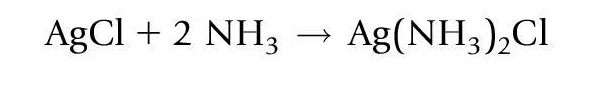 AgCl + 2 NH₃ → Ag(NH₃)₂Cl